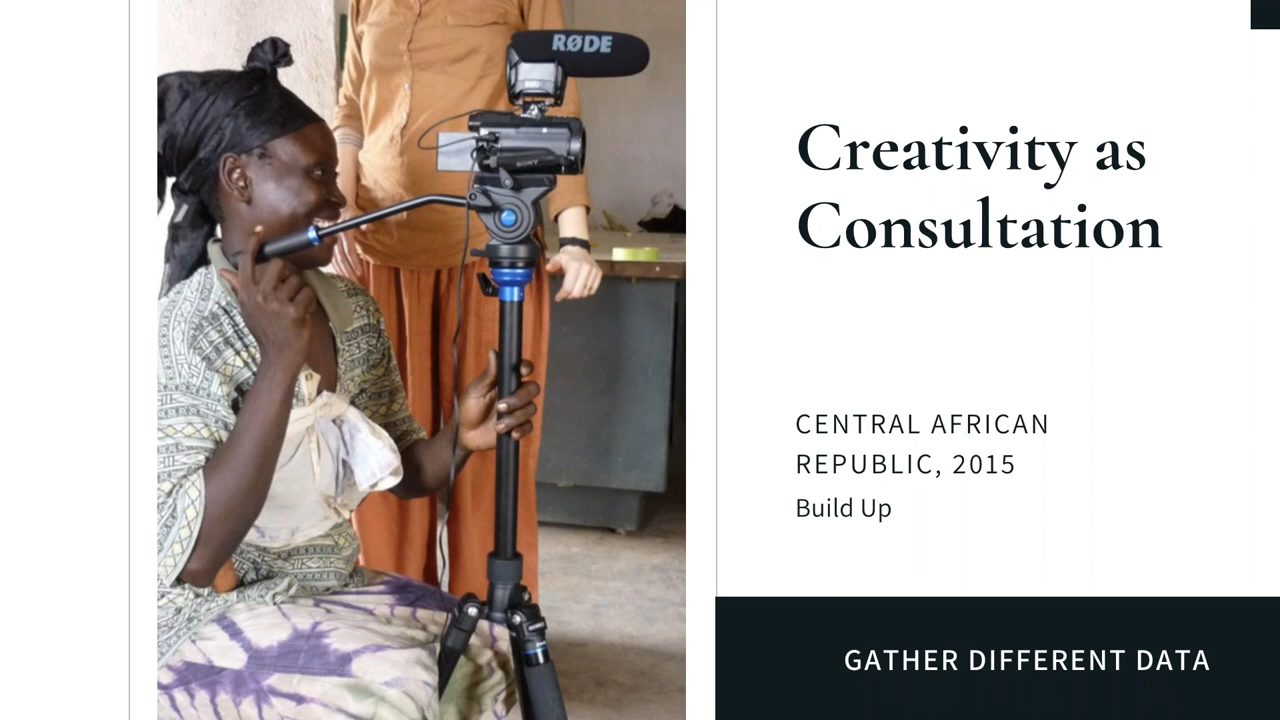 RØDE
SONY
Creativity as
Consultation
CENTRAL AFRICAN
REPUBLIC, 2015
Build Up
GATHER DIFFERENT DATA